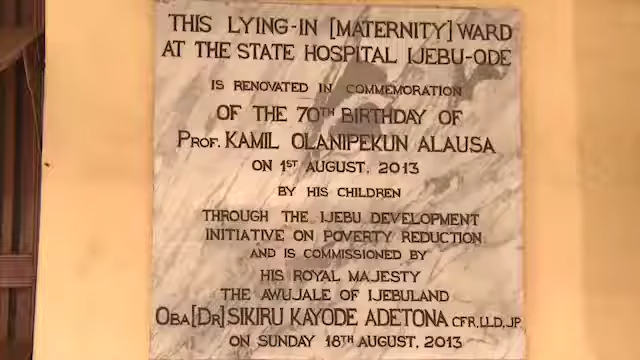 THIS LYING-IN [MATERNITY] WARD
AT THE STATE HOSPITAL IJEBU-ODE
IS RENOVATED IN COMMEMORATION
OF THE 70TH BIRTHDAY OF
PROF. KAMIL OLANIPEKUN ALAUSA
ON 1ST AUGUST, 2013
BY HIS CHILDREN
THROUGH THE IJEBU DEVELOPMENT
INITIATIVE ON POVERTY REDUCTION
AND IS COMMISSIONED BY
HIS ROYAL MAJESTY
THE AWUJALE OF IJEBULAND
OBA [DR] SIKIRU KAYODE ADETONA CFR, LL.D, JP
ON SUNDAY 18TH AUGUST, 2013